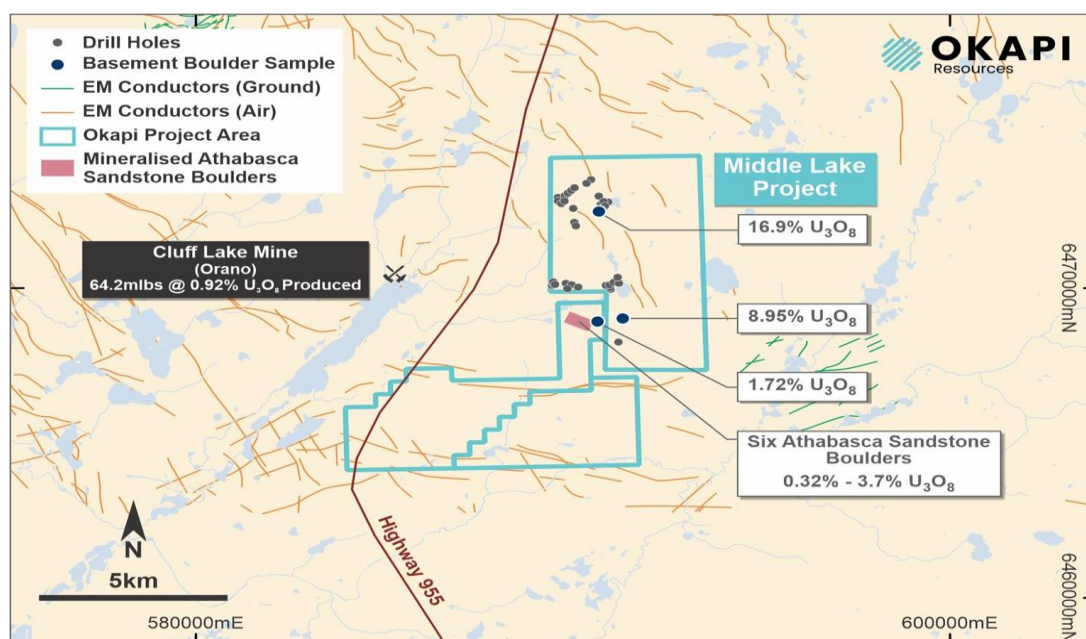 Drill Holes
Basement Boulder Sample
EM Conductors (Ground)
EM Conductors (Air)
Okapi Project Area
Mineralised Athabasca
Sandstone Boulders
OKAPI
Resources
Middle Lake
Project
16.9% U₃O₈
Cluff Lake Mine
(Orano)
64.2mlbs @ 0.92% U₃O₈ Produced
6470000mN
8.95% U₃O₈
1.72% U₃O₈
Six Athabasca Sandstone
Boulders
0.32% - 3.7% U₃O₈
Highway 955
N
5km
6460000mN
580000mE
600000mE